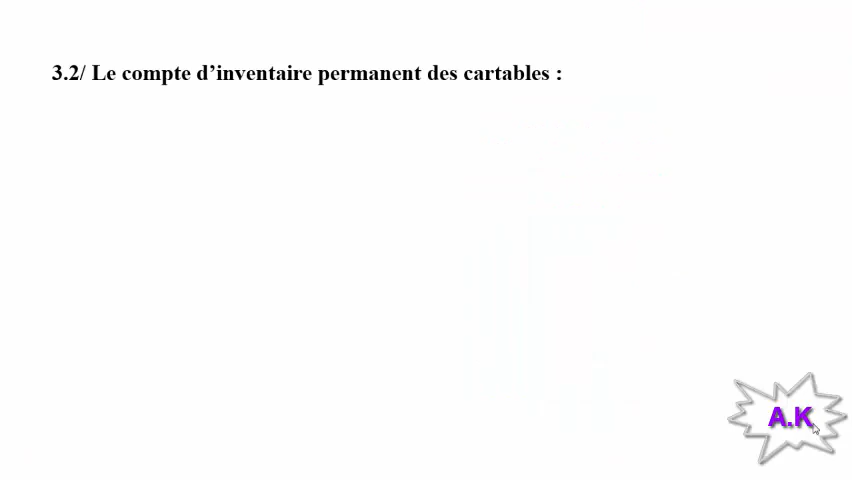 3.2/ Le compte d’inventaire permanent des cartables :
A.K